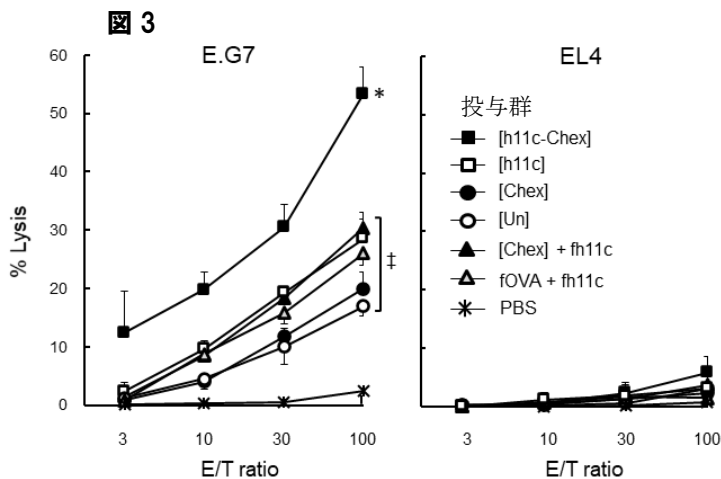 図 3
E.G7
EL4
% Lysis
60
50
40
30
20
10
0
*
‡
3 10 30 100
E/T ratio
投与群
[h11c-Chex]
[h11c]
[Chex]
[Un]
[Chex] + fh11c
fOVA + fh11c
PBS
3 10 30 100
E/T ratio